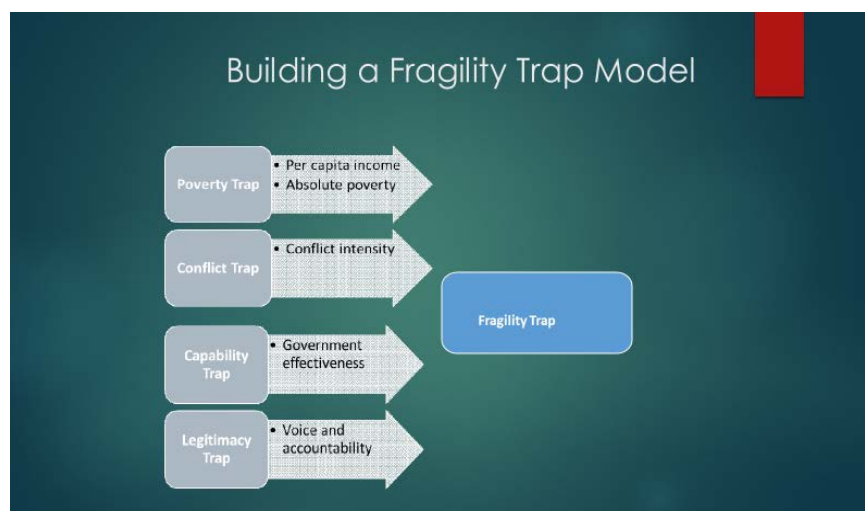 Building a Fragility Trap Model
Poverty Trap
• Per capita income
• Absolute poverty
Conflict Trap
• Conflict intensity
Fragility Trap
Capability
Trap
• Government
effectiveness
Legitimacy
Trap
• Voice and
accountability